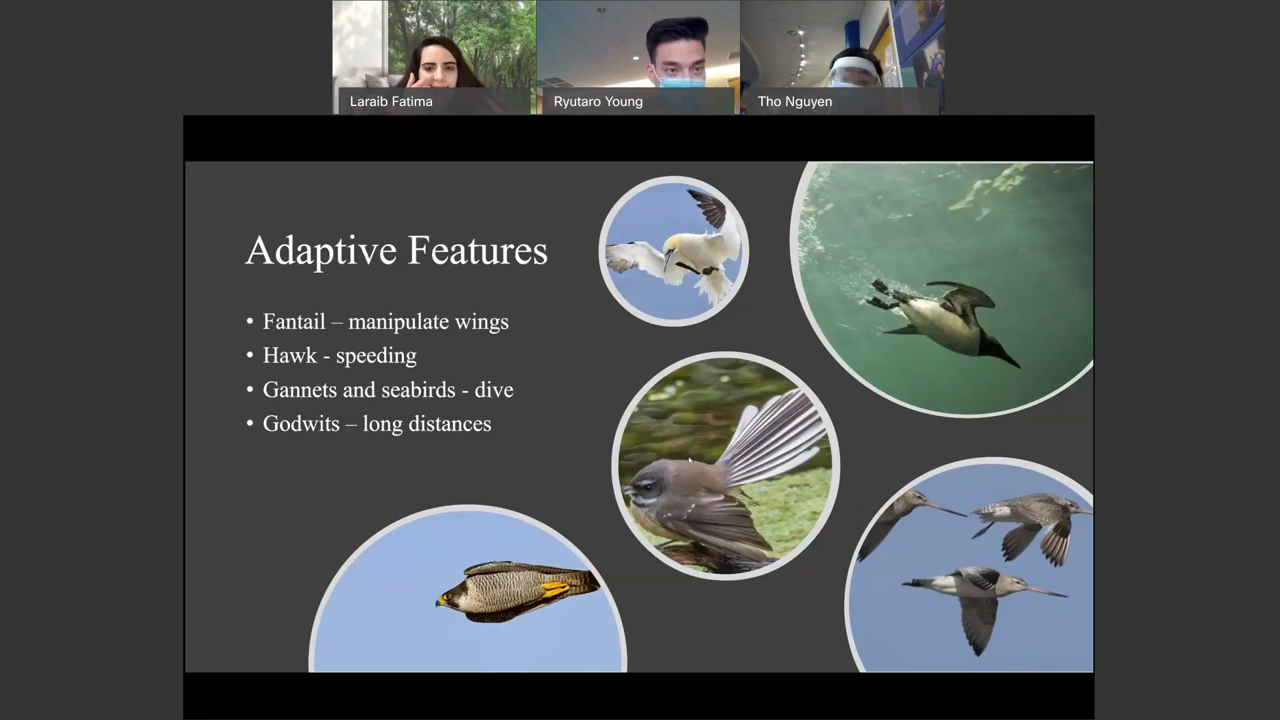 Laraib Fatima
Ryutaro Young
Tho Nguyen
Adaptive Features
• Fantail – manipulate wings
• Hawk - speeding
• Gannets and seabirds - dive
• Godwits – long distances